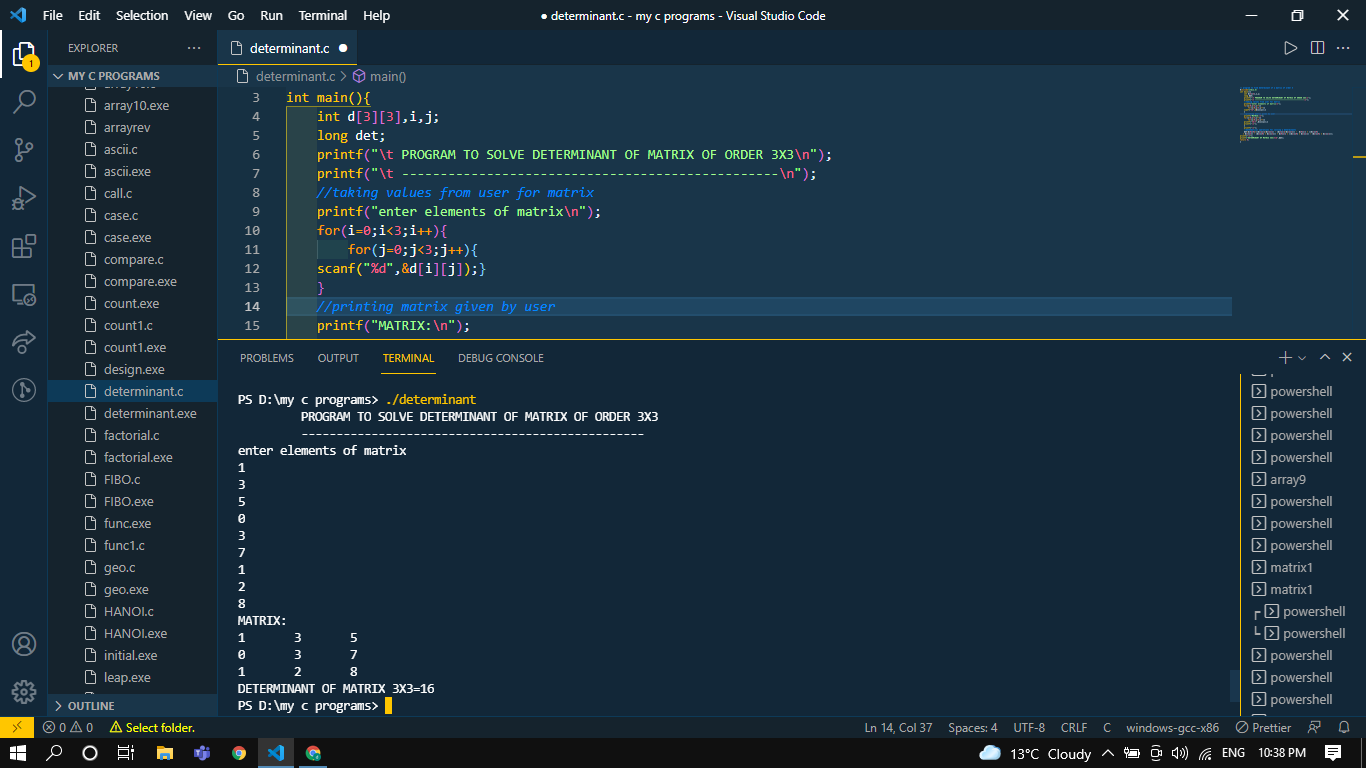 File Edit Selection View Go Run Terminal Help
● determinant.c - my c programs - Visual Studio Code
EXPLORER ···
determinant.c ●
MY C PROGRAMS
determinant.c > main()
array10.exe
arrayrev
ascii.c
ascii.exe
call.c
case.c
case.exe
compare.c
compare.exe
count.exe
count1.c
count1.exe
design.exe
determinant.c
determinant.exe
factorial.c
factorial.exe
FIBO.c
FIBO.exe
func.exe
func1.c
geo.c
geo.exe
HANOI.c
HANOI.exe
initial.exe
leap.exe
OUTLINE
1
3 int main(){
4 int d[3][3],i,j;
5 long det;
6 printf("\t PROGRAM TO SOLVE DETERMINANT OF MATRIX OF ORDER 3X3\n");
7 printf("\t -------------------------------------------------\n");
8 //taking values from user for matrix
9 printf("enter elements of matrix\n");
10 for(i=0;i<3;i++){
11 for(j=0;j<3;j++){
12 scanf("%d",&d[i][j]);}
13 }
14 //printing matrix given by user
15 printf("MATRIX:\n");
PROBLEMS OUTPUT TERMINAL DEBUG CONSOLE
PS D:\my c programs> ./determinant
PROGRAM TO SOLVE DETERMINANT OF MATRIX OF ORDER 3X3
-------------------------------------------------
enter elements of matrix
1
3
5
0
3
7
1
2
8
MATRIX:
1 3 5
0 3 7
1 2 8
DETERMINANT OF MATRIX 3X3=16
PS D:\my c programs>
powershell
powershell
powershell
powershell
array9
powershell
powershell
powershell
matrix1
matrix1
powershell
powershell
powershell
powershell
powershell
0 0 Select folder.
Ln 14, Col 37 Spaces: 4 UTF-8 CRLF C windows-gcc-x86 Prettier
13°C Cloudy ENG 10:38 PM